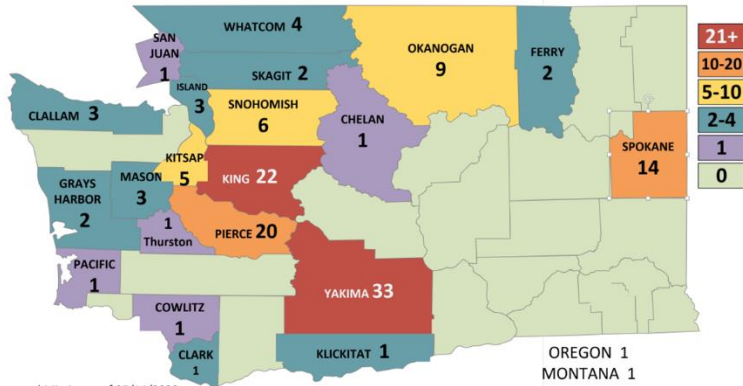 WHATCOM 4
SAN
JUAN
1
OKANOGAN
9
FERRY
2
SKAGIT 2
ISLAND
3
CLALLAM 3
SNOHOMISH
6
CHELAN
1
KITSAP
5
KING 22
MASON
3
GRAYS
HARBOR
2
1
Thurston
PIERCE 20
SPOKANE
14
PACIFIC
1
YAKIMA 33
COWLITZ
1
CLARK
1
KLICKITAT 1
OREGON 1
MONTANA 1
21+
10-20
5-10
2-4
1
0